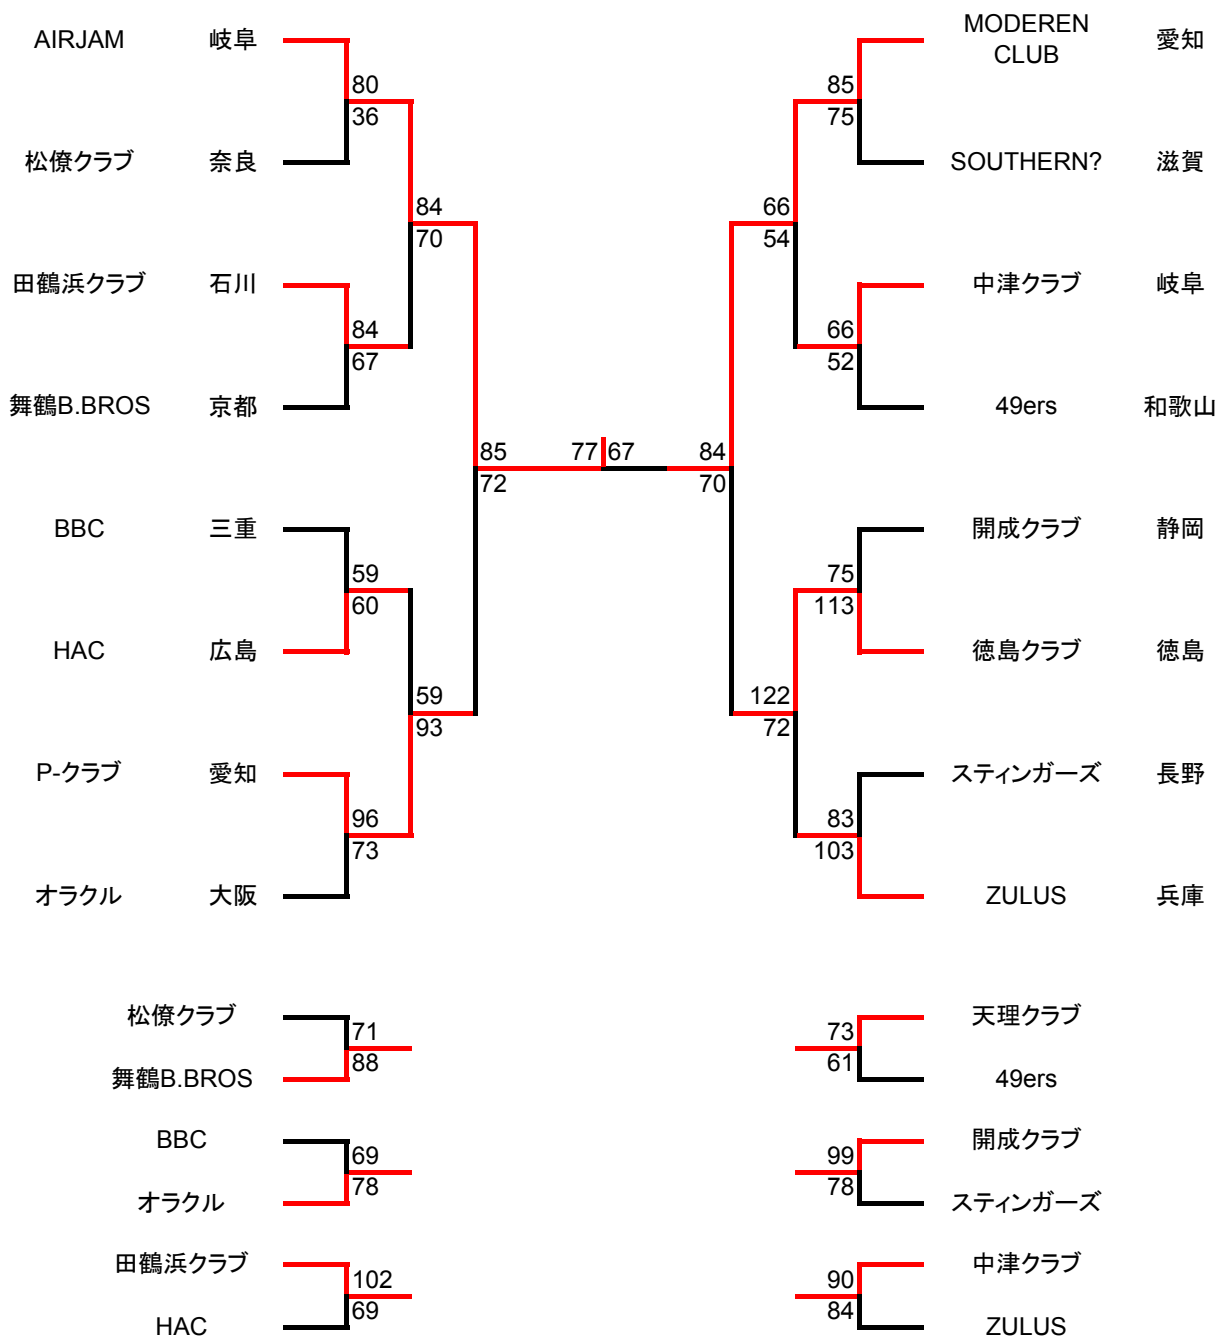 AIRJAM 岐阜
80
36
松僚クラブ 奈良
84
70
田鶴浜クラブ 石川
84
67
舞鶴B.BROS 京都
85
72
BBC 三重
59
60
HAC 広島
59
93
P-クラブ 愛知
96
73
オラクル 大阪
77 67
MODEREN
CLUB 愛知
85
75
SOUTHERN? 滋賀
66
54
中津クラブ 岐阜
66
52
49ers 和歌山
84
70
開成クラブ 静岡
75
113
徳島クラブ 徳島
122
72
スティンガーズ 長野
83
103
ZULUS 兵庫
松僚クラブ
71
88
舞鶴B.BROS
BBC
69
78
オラクル
田鶴浜クラブ
102
69
HAC
天理クラブ
73
61
49ers
開成クラブ
99
78
スティンガーズ
中津クラブ
90
84
ZULUS